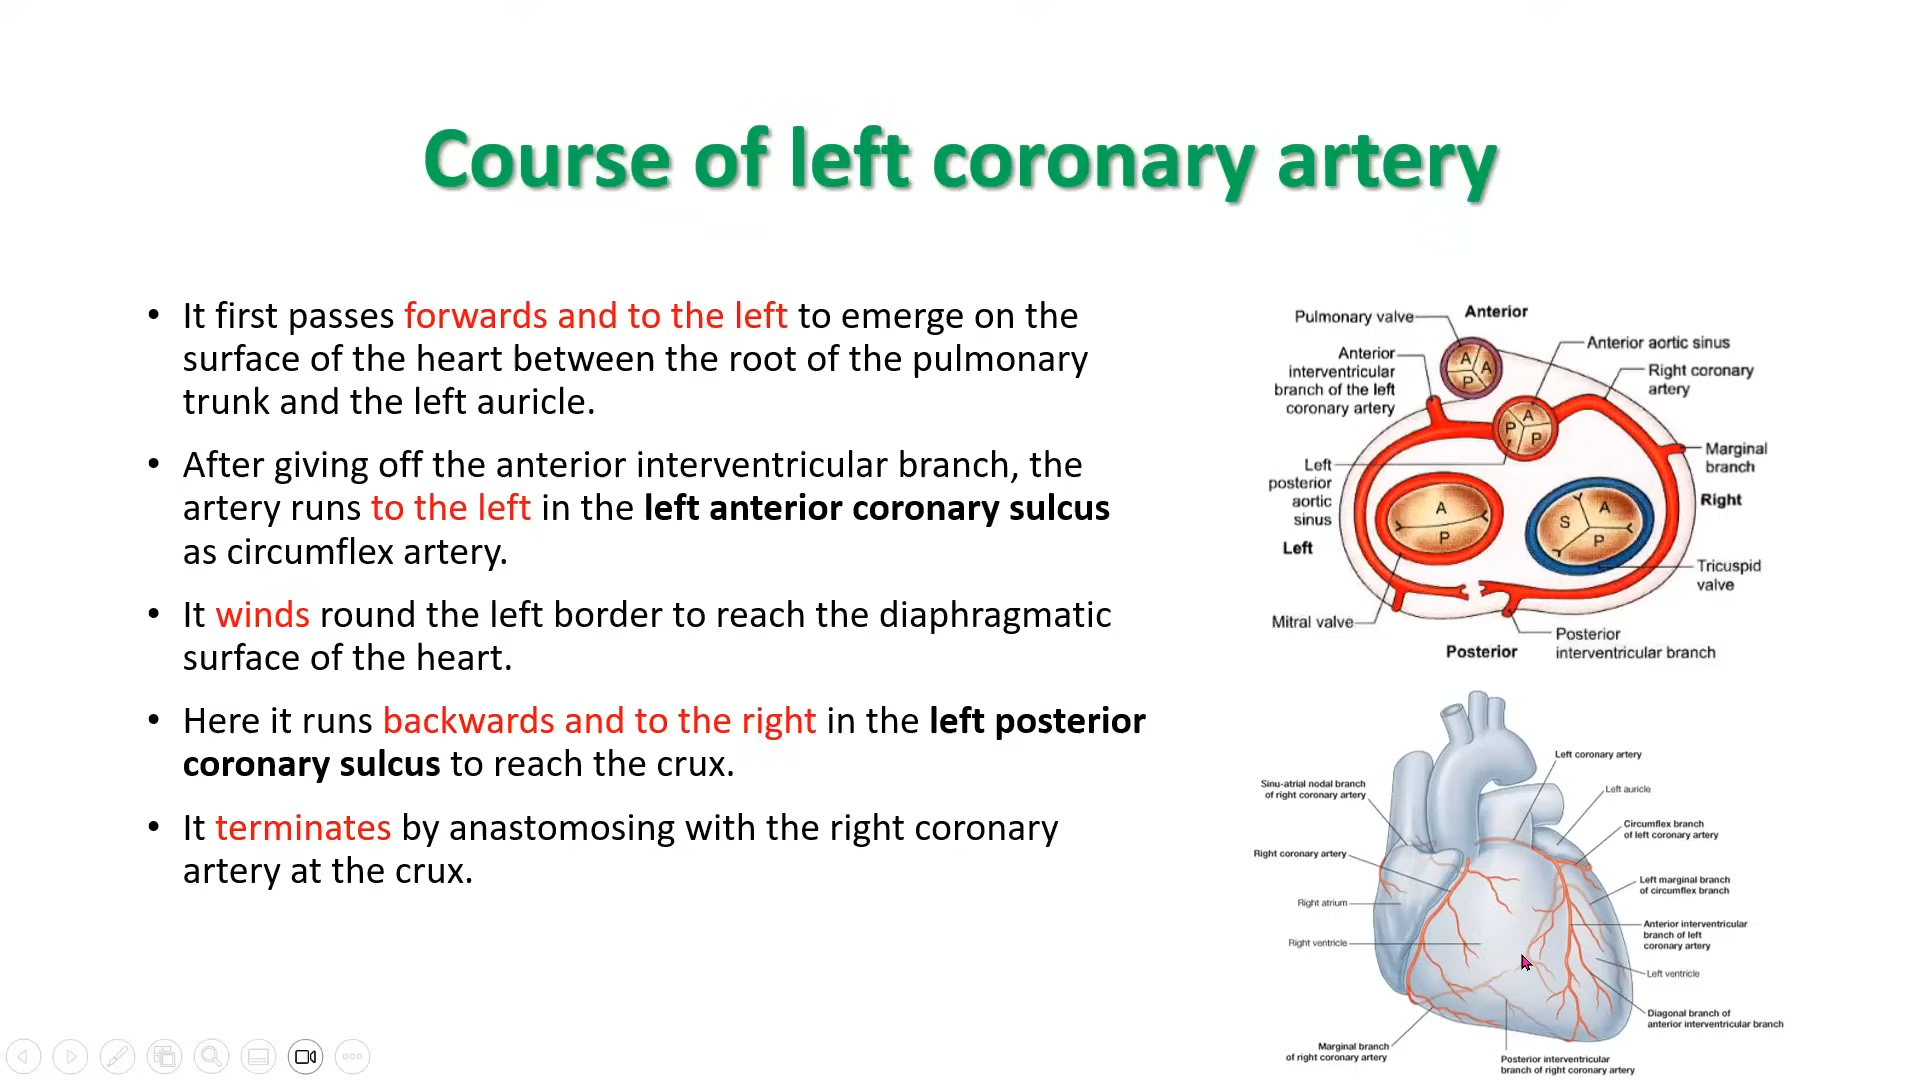 Course of left coronary artery
• It first passes forwards and to the left to emerge on the
surface of the heart between the root of the pulmonary
trunk and the left auricle.
• After giving off the anterior interventricular branch, the
artery runs to the left in the left anterior coronary sulcus
as circumflex artery.
• It winds round the left border to reach the diaphragmatic
surface of the heart.
• Here it runs backwards and to the right in the left posterior
coronary sulcus to reach the crux.
• It terminates by anastomosing with the right coronary
artery at the crux.
Pulmonary valve
Anterior
Anterior aortic sinus
Anterior
interventricular
branch of the left
coronary artery
Right coronary
artery
A
A
P
A
P
P
Marginal
branch
Right
Left
posterior
aortic
sinus
Left
A
P
S
A
P
Tricuspid
valve
Mitral valve
Posterior
Posterior
interventricular branch
Left coronary artery
Sinu-atrial nodal branch
of right coronary artery
Left auricle
Circumflex branch
of left coronary artery
Right coronary artery
Left marginal branch
of circumflex branch
Right atrium
Anterior interventricular
branch of left
coronary artery
Right ventricle
Left ventricle
Diagonal branch of
anterior interventricular branch
Marginal branch
of right coronary artery
Posterior interventricular
branch of right coronary artery